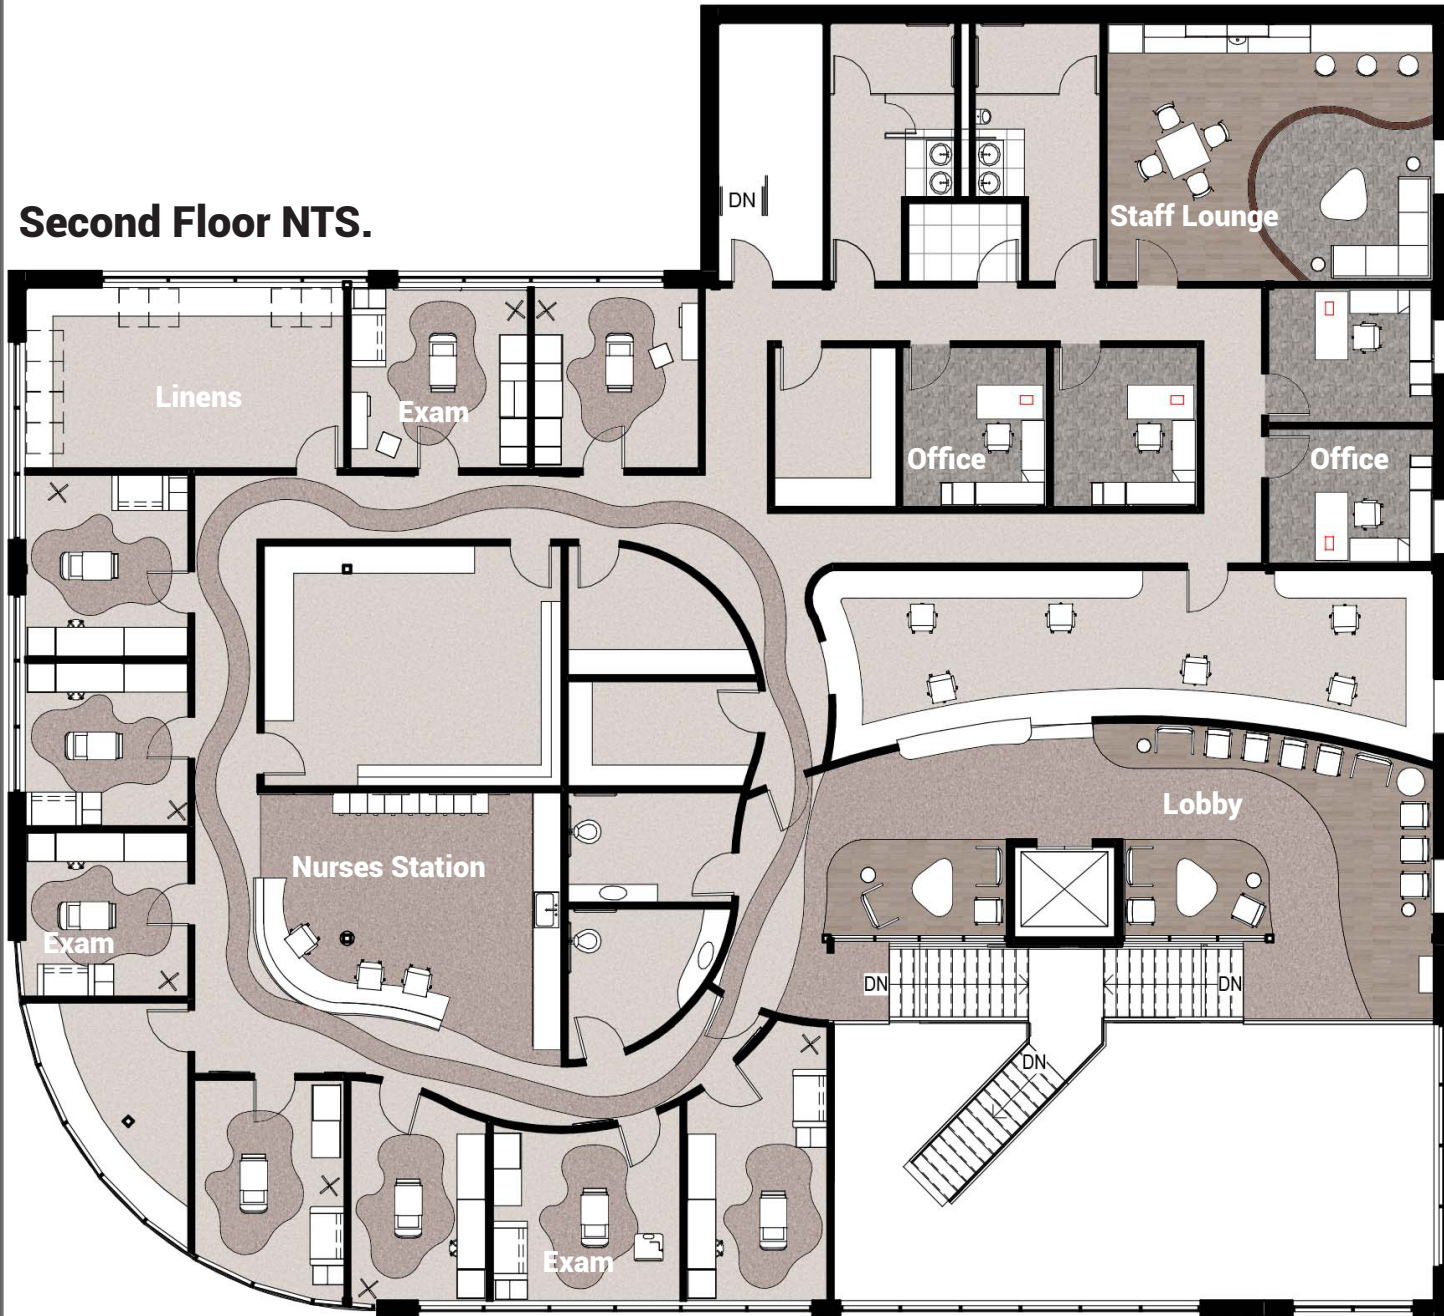 DN
Staff Lounge
Second Floor NTS.
Linens
Exam
Office
Office
Lobby
Nurses Station
Exam
DN
DN
DN
Exam